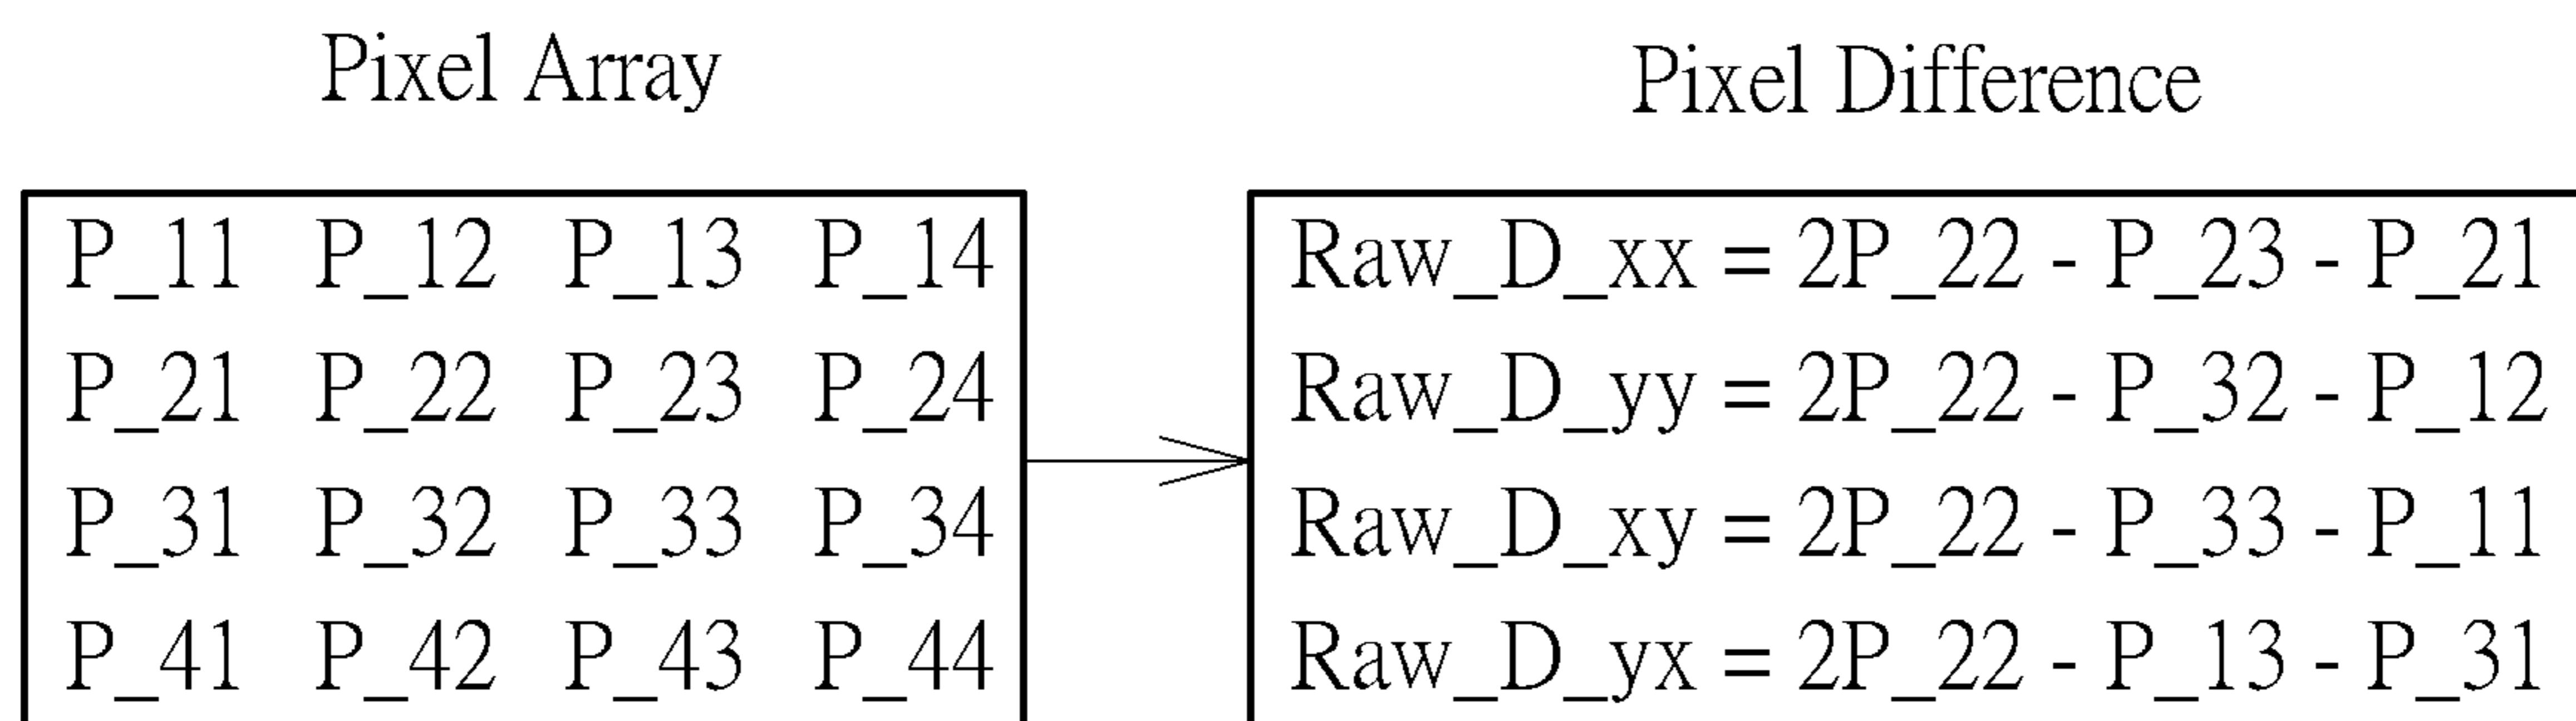 Pixel Array
Pixel Difference
P_11 P_12 P_13 P_14
P_21 P_22 P_23 P_24
P_31 P_32 P_33 P_34
P_41 P_42 P_43 P_44
Raw_D_xx = 2P_22 - P_23 - P_21
Raw_D_yy = 2P_22 - P_32 - P_12
Raw_D_xy = 2P_22 - P_33 - P_11
Raw_D_yx = 2P_22 - P_13 - P_31